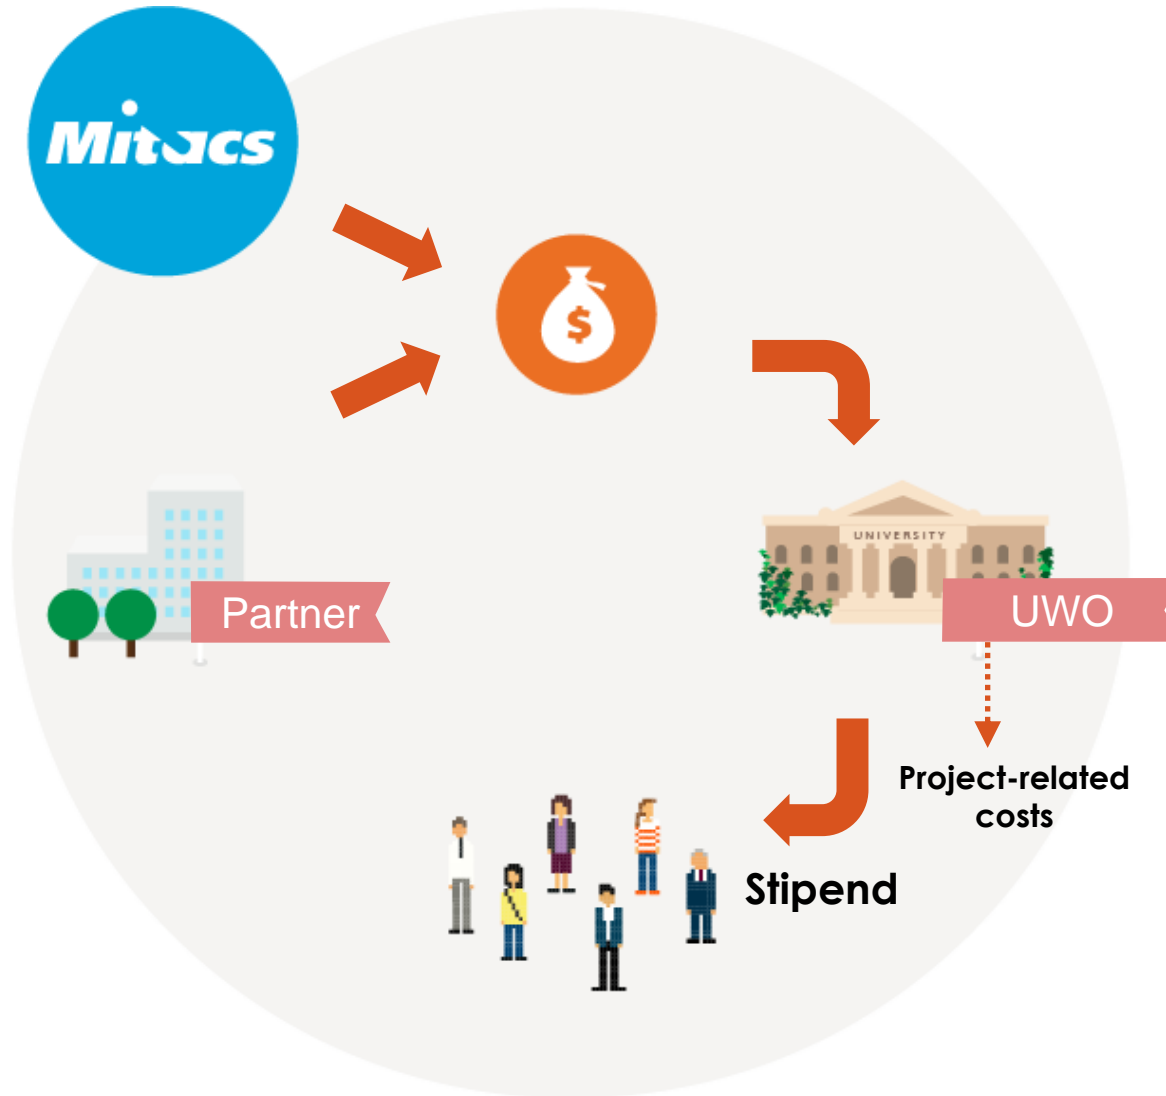 Mitacs
$
UNIVERSITY
Partner
UWO
Project-related
costs
Stipend